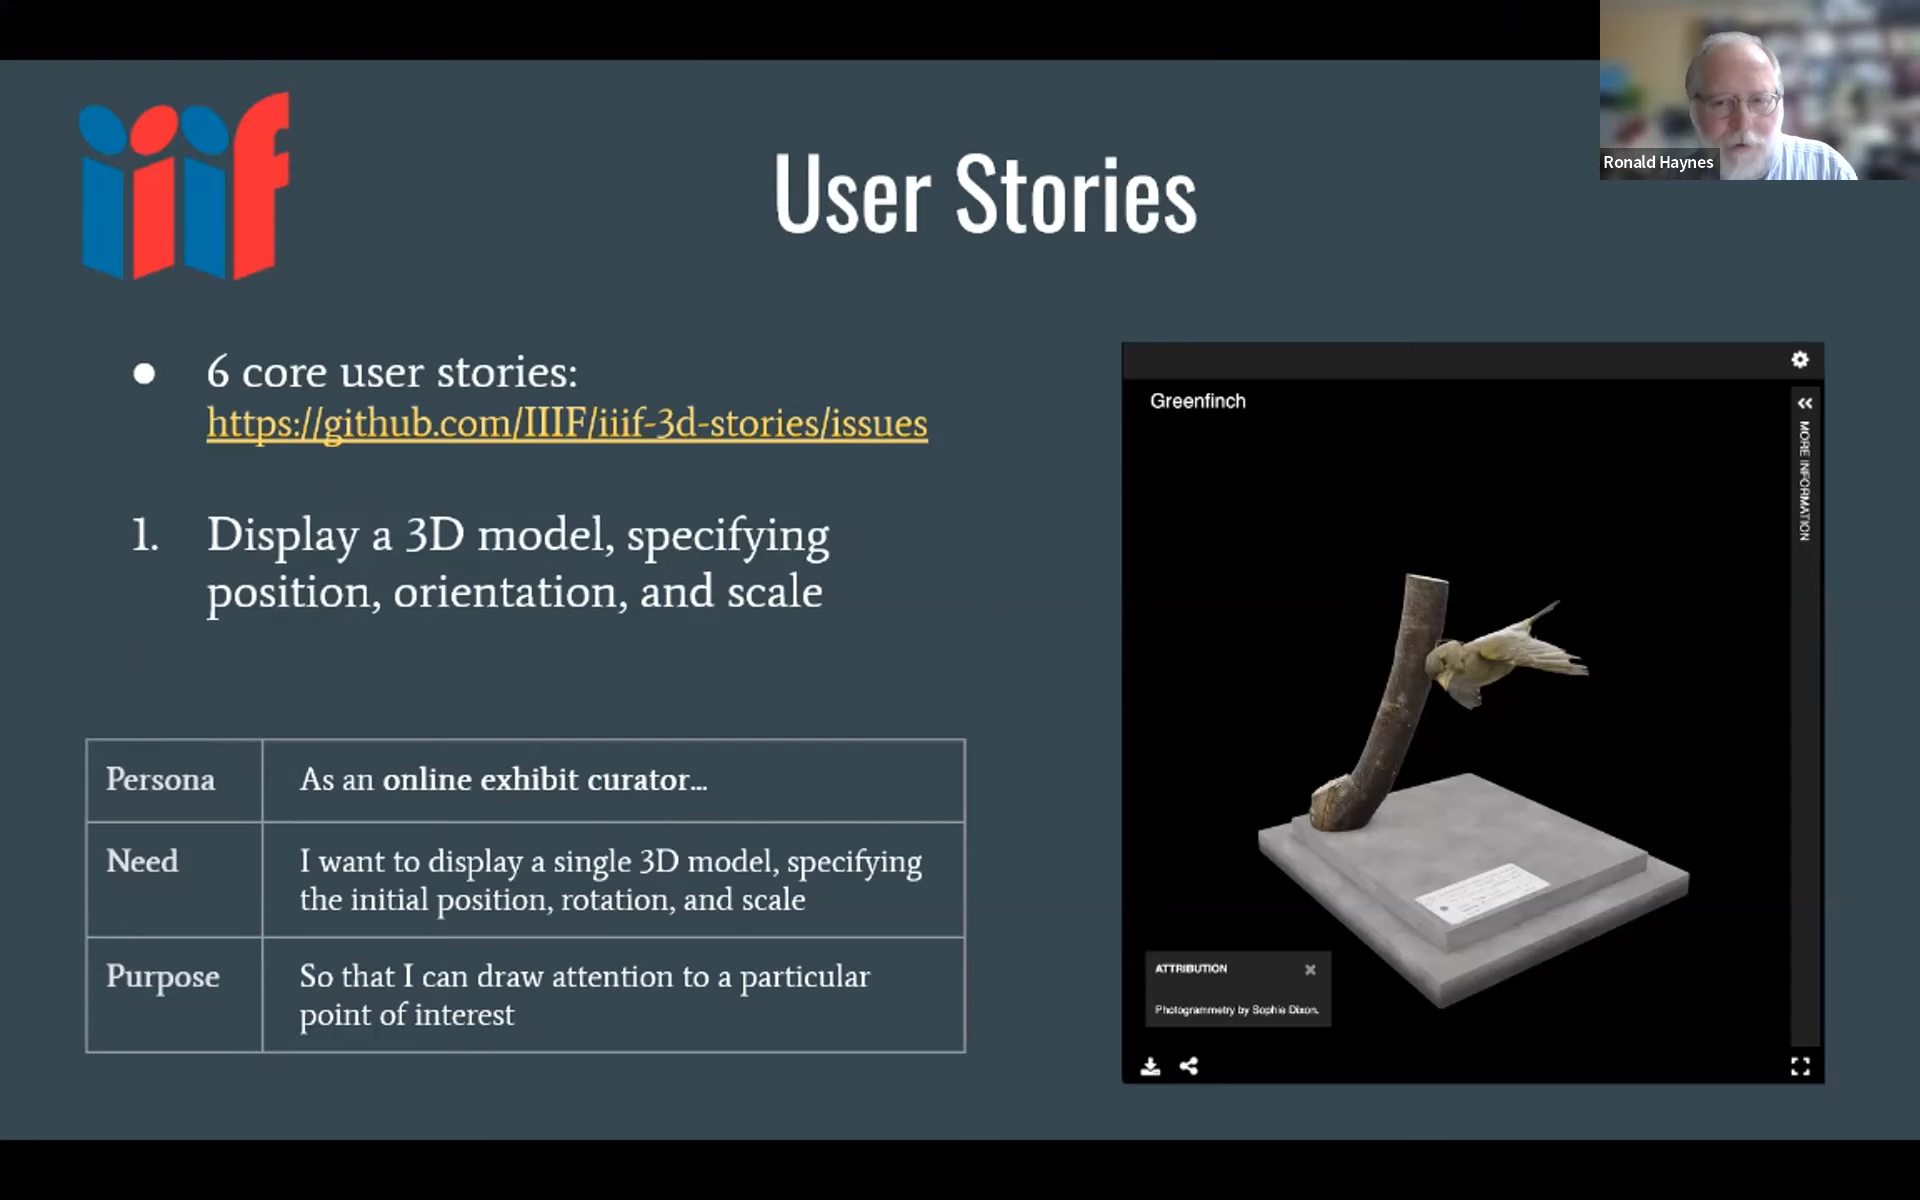 iiif
User Stories
Ronald Haynes
● 6 core user stories:
https://github.com/IIIF/iiif-3d-stories/issues
1. Display a 3D model, specifying
position, orientation, and scale
Persona
As an online exhibit curator...
Need
I want to display a single 3D model, specifying
the initial position, rotation, and scale
Purpose
So that I can draw attention to a particular
point of interest
Greenfinch
MORE INFORMATION
ATTRIBUTION
Photogrammetry by Sophie Dixon.